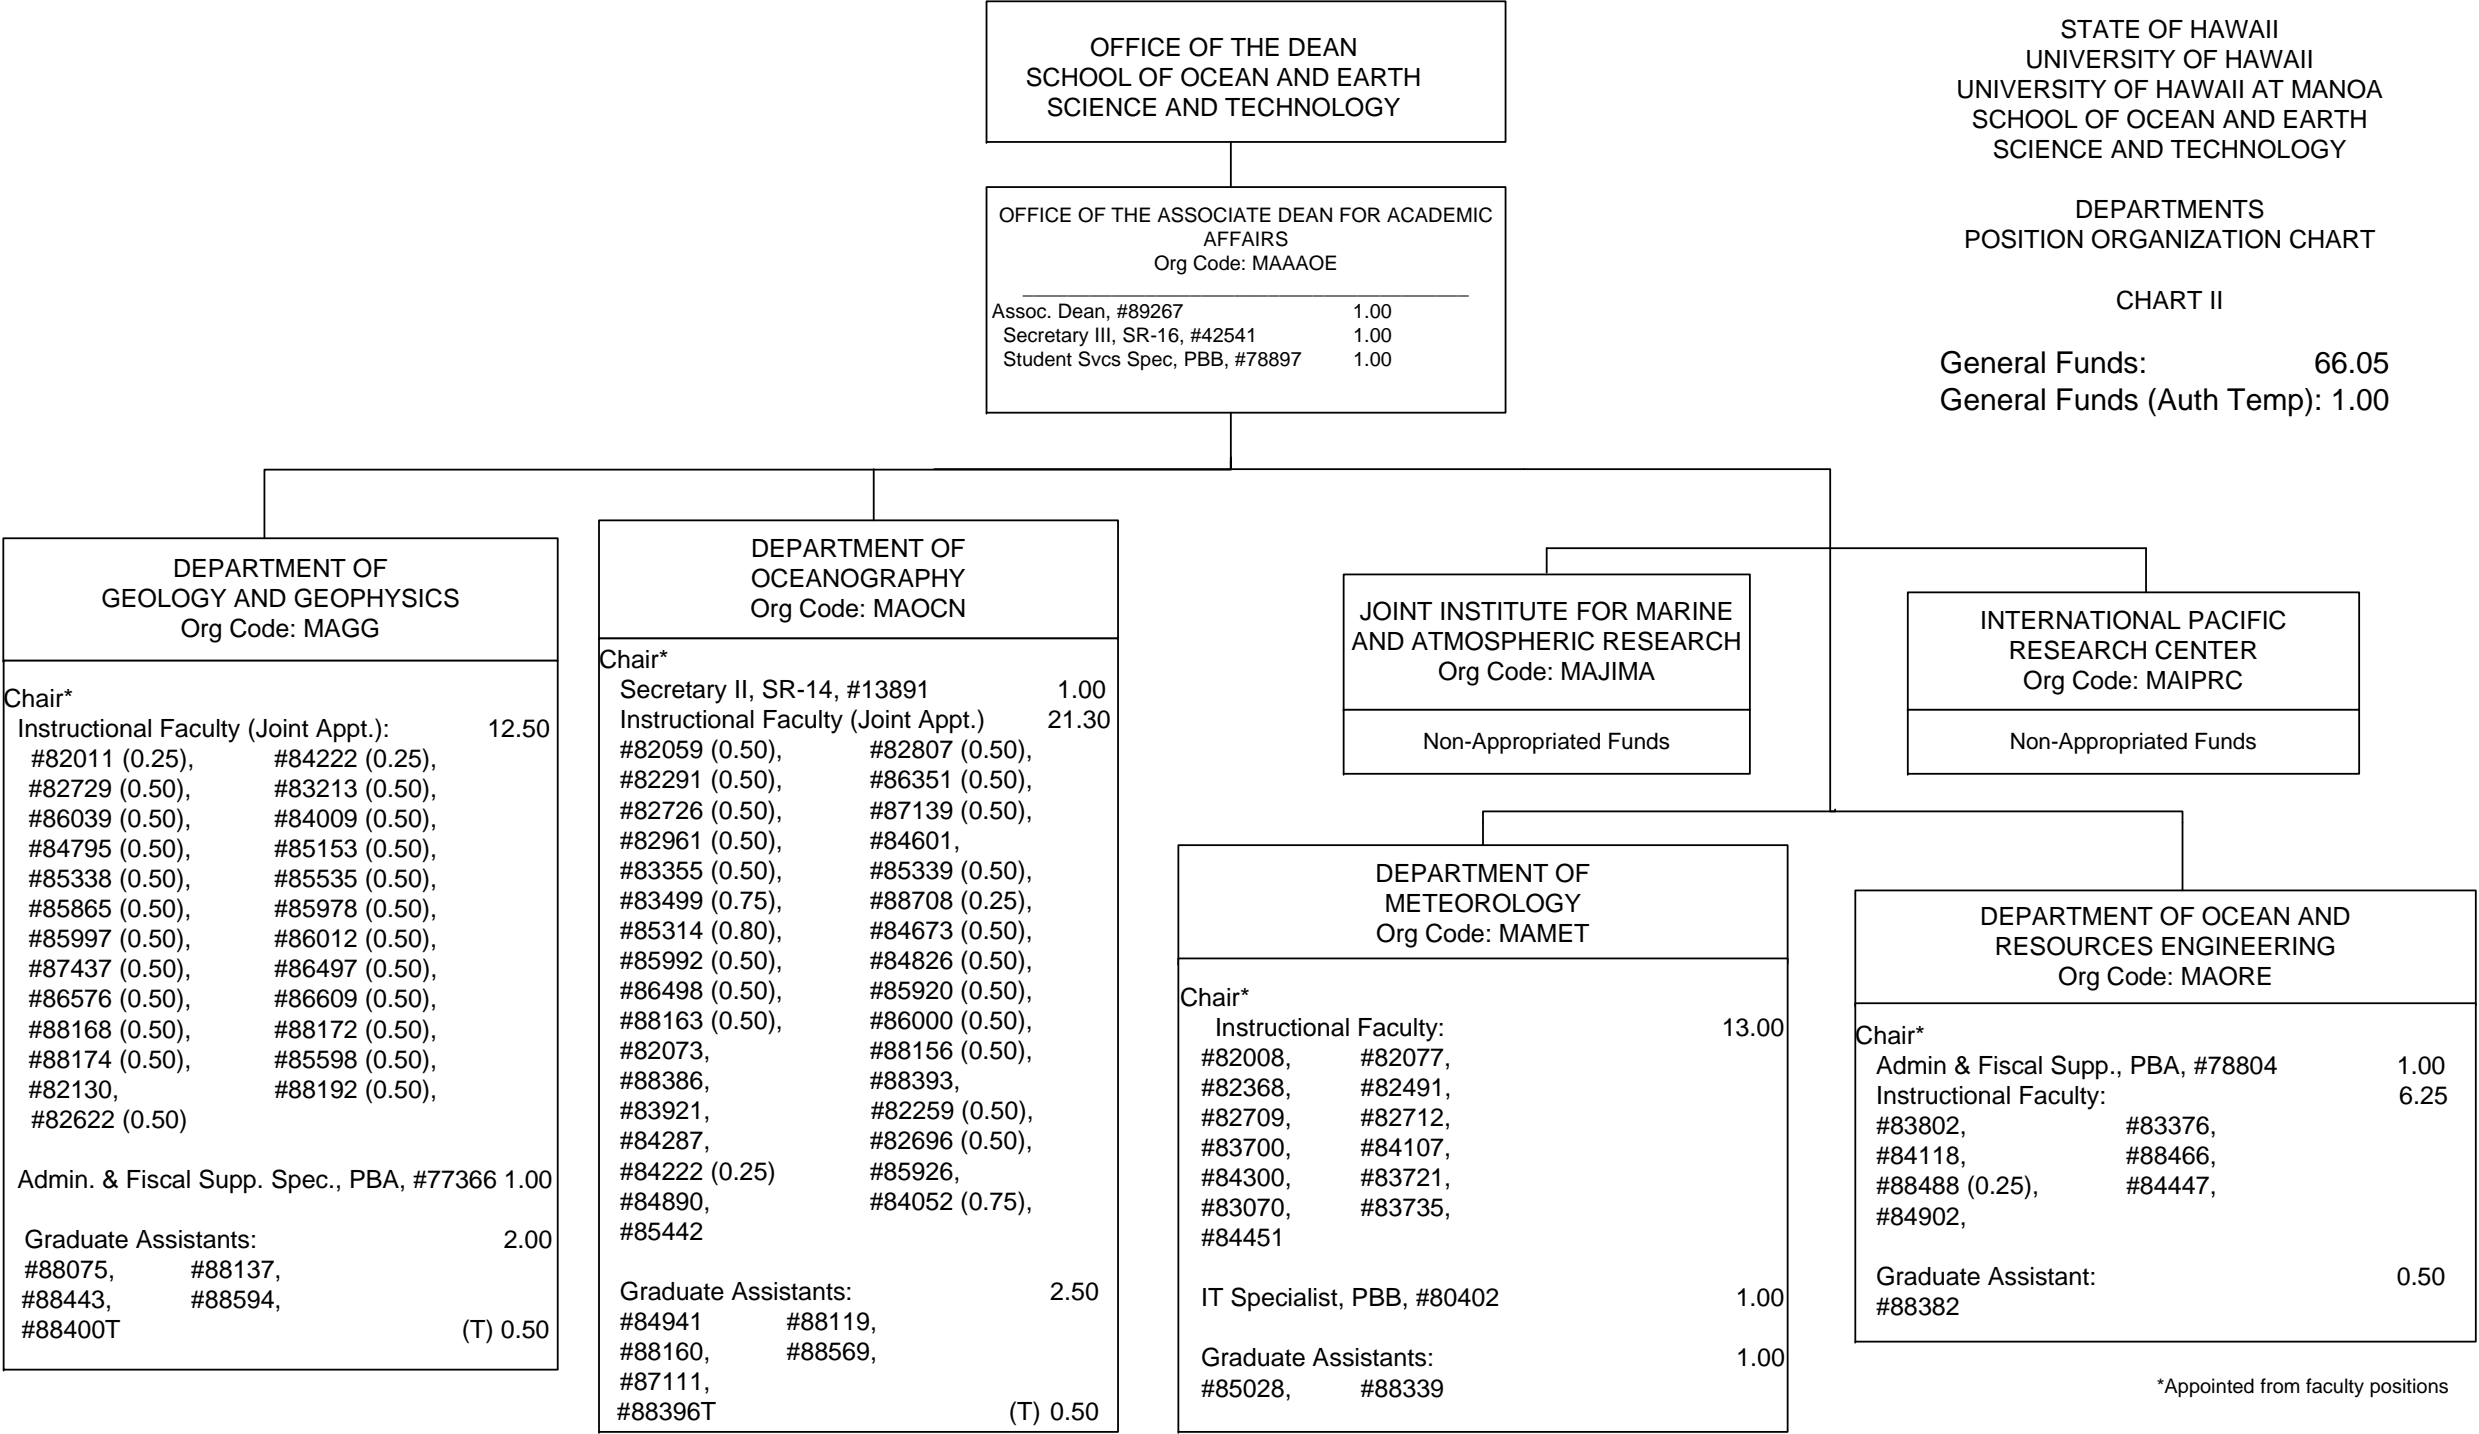 OFFICE OF THE DEAN
SCHOOL OF OCEAN AND EARTH
SCIENCE AND TECHNOLOGY
STATE OF HAWAII
UNIVERSITY OF HAWAII
UNIVERSITY OF HAWAII AT MANOA
SCHOOL OF OCEAN AND EARTH
SCIENCE AND TECHNOLOGY
DEPARTMENTS
POSITION ORGANIZATION CHART
CHART II
General Funds: 66.05
General Funds (Auth Temp): 1.00
OFFICE OF THE ASSOCIATE DEAN FOR ACADEMIC
AFFAIRS
Org Code: MAAAOE
Assoc. Dean, #89267 1.00
Secretary III, SR-16, #42541 1.00
Student Svcs Spec, PBB, #78897 1.00
DEPARTMENT OF
GEOLOGY AND GEOPHYSICS
Org Code: MAGG
Chair*
Instructional Faculty (Joint Appt.): 12.50
#82011 (0.25), #84222 (0.25),
#82729 (0.50), #83213 (0.50),
#86039 (0.50), #84009 (0.50),
#84795 (0.50), #85153 (0.50),
#85338 (0.50), #85535 (0.50),
#85865 (0.50), #85978 (0.50),
#85997 (0.50), #86012 (0.50),
#87437 (0.50), #86497 (0.50),
#86576 (0.50), #86609 (0.50),
#88168 (0.50), #88172 (0.50),
#88174 (0.50), #85598 (0.50),
#82130, #88192 (0.50),
#82622 (0.50)
Admin. & Fiscal Supp. Spec., PBA, #77366 1.00
Graduate Assistants: 2.00
#88075, #88137,
#88443, #88594,
#88400T (T) 0.50
DEPARTMENT OF
OCEANOGRAPHY
Org Code: MAOCN
Chair*
Secretary II, SR-14, #13891 1.00
Instructional Faculty (Joint Appt.) 21.30
#82059 (0.50), #82807 (0.50),
#82291 (0.50), #86351 (0.50),
#82726 (0.50), #87139 (0.50),
#82961 (0.50), #84601,
#83355 (0.50), #85339 (0.50),
#83499 (0.75), #88708 (0.25),
#85314 (0.80), #84673 (0.50),
#85992 (0.50), #84826 (0.50),
#86498 (0.50), #85920 (0.50),
#88163 (0.50), #86000 (0.50),
#82073, #88156 (0.50),
#88386, #88393,
#83921, #82259 (0.50),
#84287, #82696 (0.50),
#84222 (0.25) #85926,
#84890, #84052 (0.75),
#85442
Graduate Assistants: 2.50
#84941 #88119,
#88160, #88569,
#87111,
#88396T (T) 0.50
JOINT INSTITUTE FOR MARINE
AND ATMOSPHERIC RESEARCH
Org Code: MAJIMA
Non-Appropriated Funds
INTERNATIONAL PACIFIC
RESEARCH CENTER
Org Code: MAIPRC
Non-Appropriated Funds
DEPARTMENT OF
METEOROLOGY
Org Code: MAMET
Chair*
Instructional Faculty: 13.00
#82008, #82077,
#82368, #82491,
#82709, #82712,
#83700, #84107,
#84300, #83721,
#83070, #83735,
#84451
IT Specialist, PBB, #80402 1.00
Graduate Assistants: 1.00
#85028, #88339
DEPARTMENT OF OCEAN AND
RESOURCES ENGINEERING
Org Code: MAORE
Chair*
Admin & Fiscal Supp., PBA, #78804 1.00
Instructional Faculty: 6.25
#83802, #83376,
#84118, #88466,
#88488 (0.25), #84447,
#84902,
Graduate Assistant: 0.50
#88382
*Appointed from faculty positions